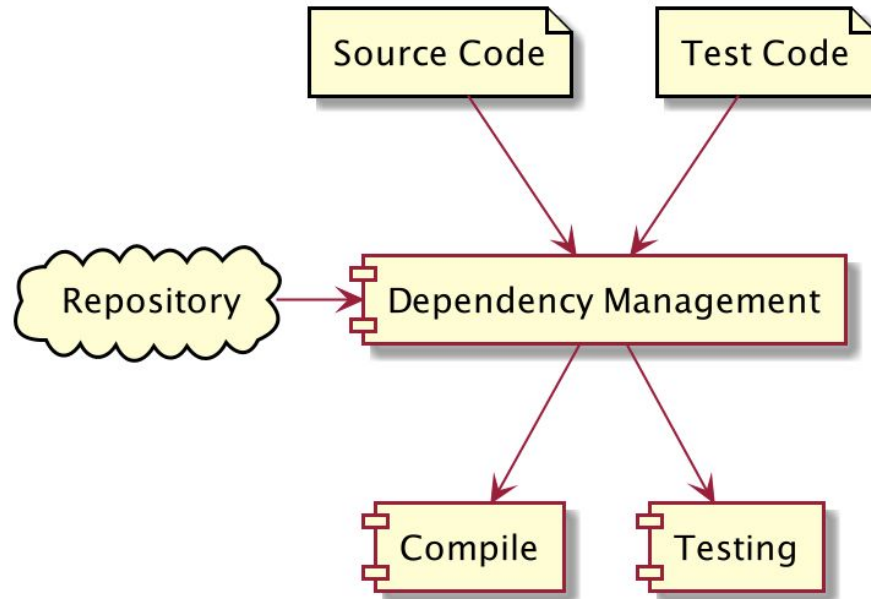 Source Code
Test Code
Repository
Dependency Management
Compile
Testing